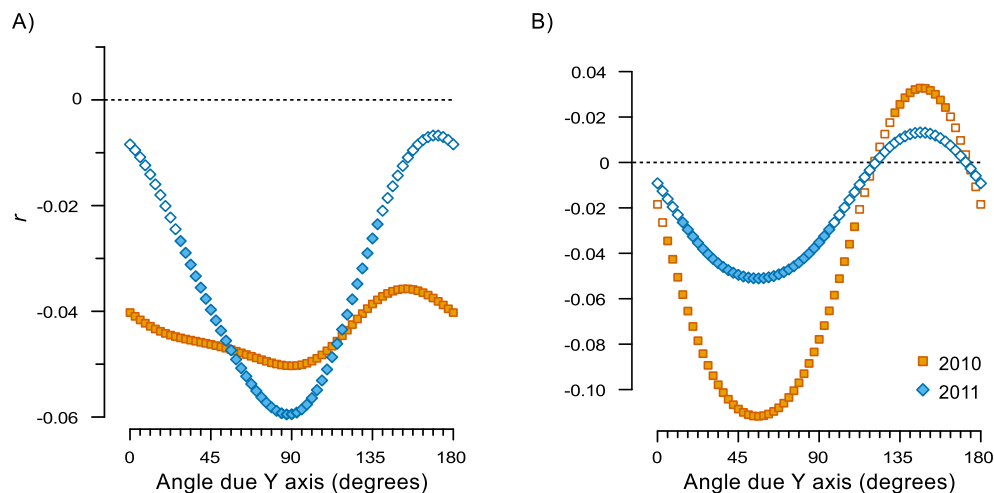 A)
0
-0.02
-0.04
-0.06
r
0 45 90 135 180
Angle due Y axis (degrees)
B)
0.04
-0.02
0
-0.02
-0.04
-0.06
-0.08
-0.10
2010
2011
0 45 90 135 180
Angle due Y axis (degrees)